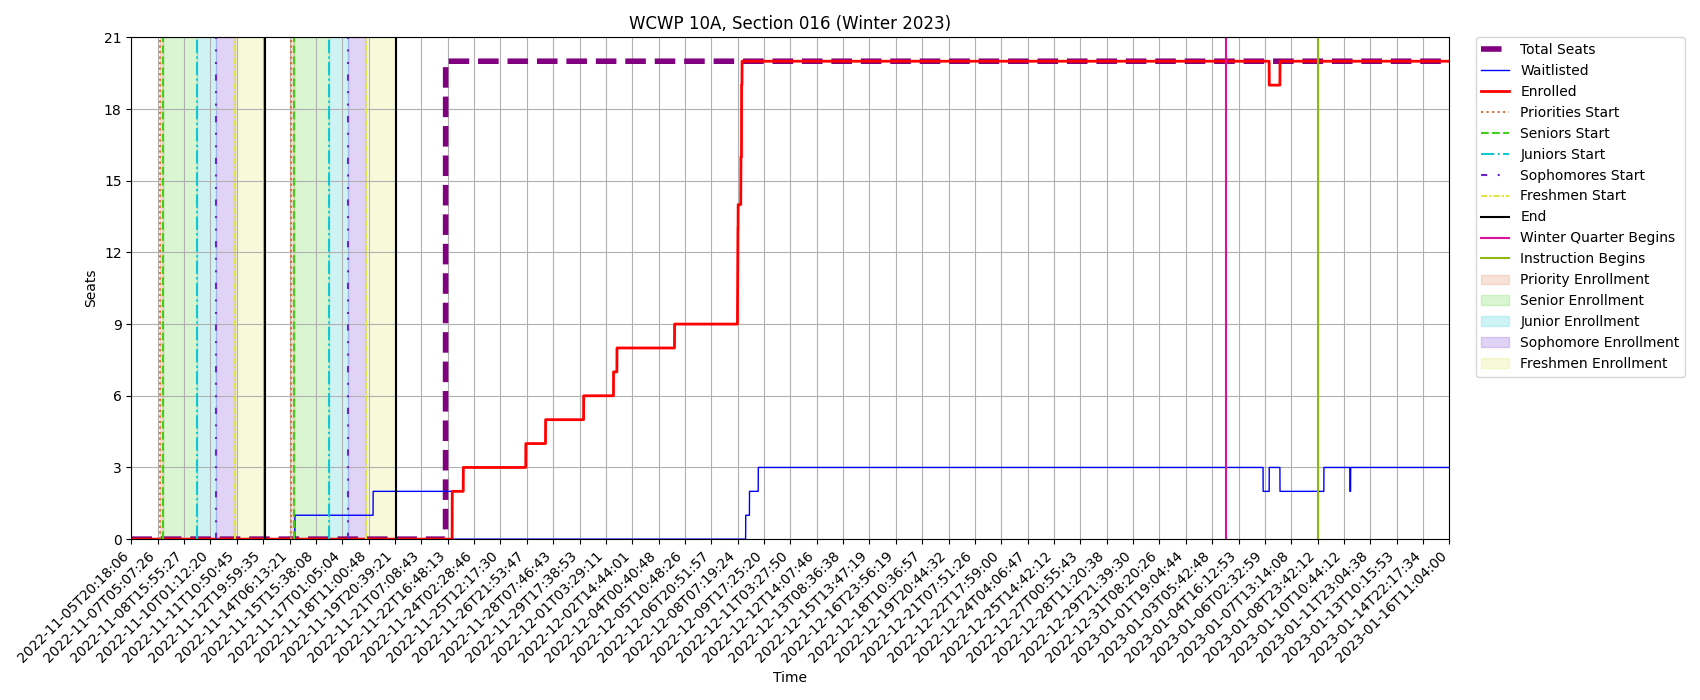 WCWP 10A, Section 016 (Winter 2023)
Seats
21
18
15
12
9
6
3
0
2022-11-05T20:18:06
2022-11-07T05:07:26
2022-11-08T15:55:27
2022-11-10T01:12:20
2022-11-11T10:50:45
2022-11-12T19:59:35
2022-11-14T06:13:21
2022-11-15T15:38:08
2022-11-17T01:05:04
2022-11-18T11:00:48
2022-11-19T20:39:21
2022-11-21T07:08:43
2022-11-22T16:48:13
2022-11-24T02:28:46
2022-11-25T12:17:30
2022-11-26T21:53:47
2022-11-28T07:46:43
2022-11-29T17:38:53
2022-12-01T03:29:11
2022-12-02T14:44:01
2022-12-04T00:40:48
2022-12-05T10:48:26
2022-12-06T20:51:57
2022-12-08T07:19:24
2022-12-09T17:25:20
2022-12-11T03:27:50
2022-12-12T14:07:46
2022-12-13T08:36:38
2022-12-15T13:47:19
2022-12-16T23:56:19
2022-12-18T10:36:57
2022-12-19T20:44:32
2022-12-21T07:51:26
2022-12-22T17:59:00
2022-12-24T04:06:47
2022-12-25T14:42:12
2022-12-27T00:55:43
2022-12-28T11:20:38
2022-12-29T21:39:30
2022-12-31T08:20:26
2023-01-01T19:04:44
2023-01-03T05:42:48
2023-01-04T16:12:53
2023-01-06T02:32:59
2023-01-07T13:14:08
2023-01-08T23:42:12
2023-01-10T10:44:12
2023-01-11T23:04:38
2023-01-13T10:15:53
2023-01-14T22:17:34
2023-01-16T11:04:00
Time
Total Seats
Waitlisted
Enrolled
Priorities Start
Seniors Start
Juniors Start
Sophomores Start
Freshmen Start
End
Winter Quarter Begins
Instruction Begins
Priority Enrollment
Senior Enrollment
Junior Enrollment
Sophomore Enrollment
Freshmen Enrollment